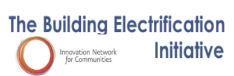 The Building Electrification
Initiative
Innovation Network
for Communities